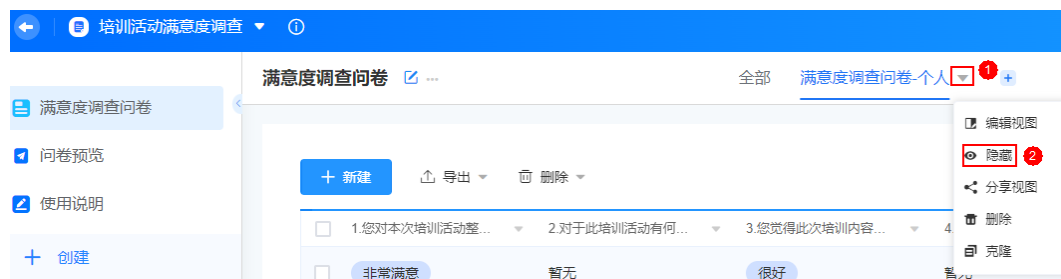 培训活动满意度调查
满意度调查问卷 ... 全部 满意度调查问卷-个人 1 +
满意度调查问卷
编辑视图
问卷预览
隐藏 2
使用说明
+ 新建 导出 删除
分享视图
删除
1.您对本次培训活动整... 2.对于此培训活动有何... 3.您觉得此次培训内容... 4.
+ 创建
克隆
非常满意 暂无 很好 暂无